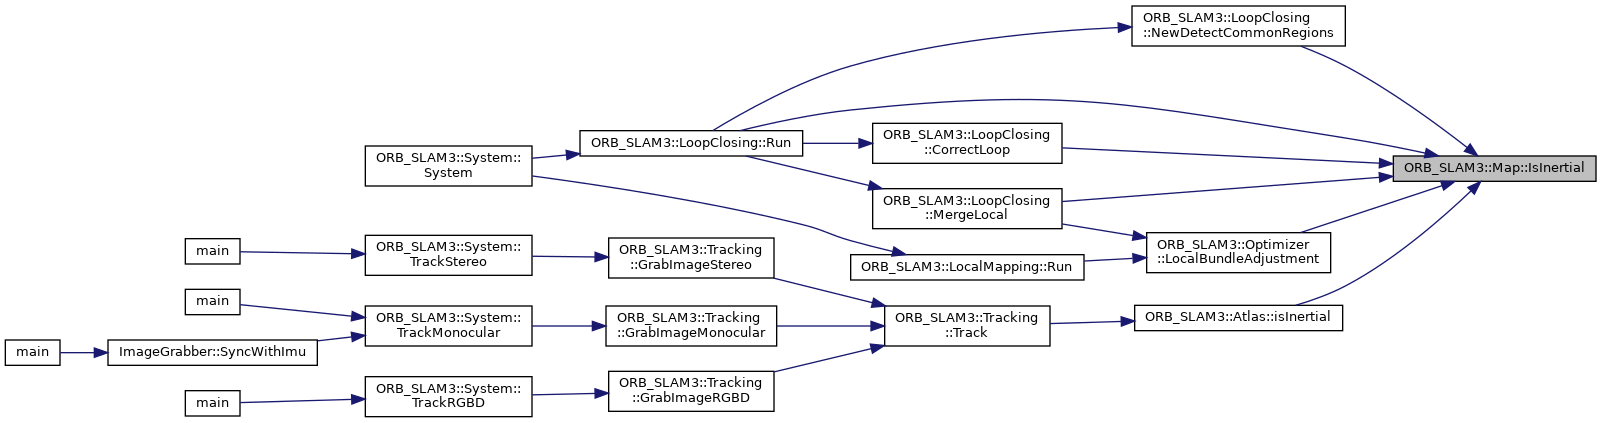 ORB_SLAM3::LoopClosing
::NewDetectCommonRegions
ORB_SLAM3::LoopClosing::Run
ORB_SLAM3::LoopClosing
::CorrectLoop
ORB_SLAM3::System::
System
ORB_SLAM3::Map::IsInertial
ORB_SLAM3::LoopClosing
::MergeLocal
main
ORB_SLAM3::System::
TrackStereo
ORB_SLAM3::Tracking
::GrabImageStereo
ORB_SLAM3::LocalMapping::Run
ORB_SLAM3::Optimizer
::LocalBundleAdjustment
main
ORB_SLAM3::System::
TrackMonocular
ORB_SLAM3::Tracking
::GrabImageMonocular
ORB_SLAM3::Tracking
::Track
ORB_SLAM3::Atlas::isInertial
main
ImageGrabber::SyncWithImu
main
ORB_SLAM3::System::
TrackRGBD
ORB_SLAM3::Tracking
::GrabImageRGBD